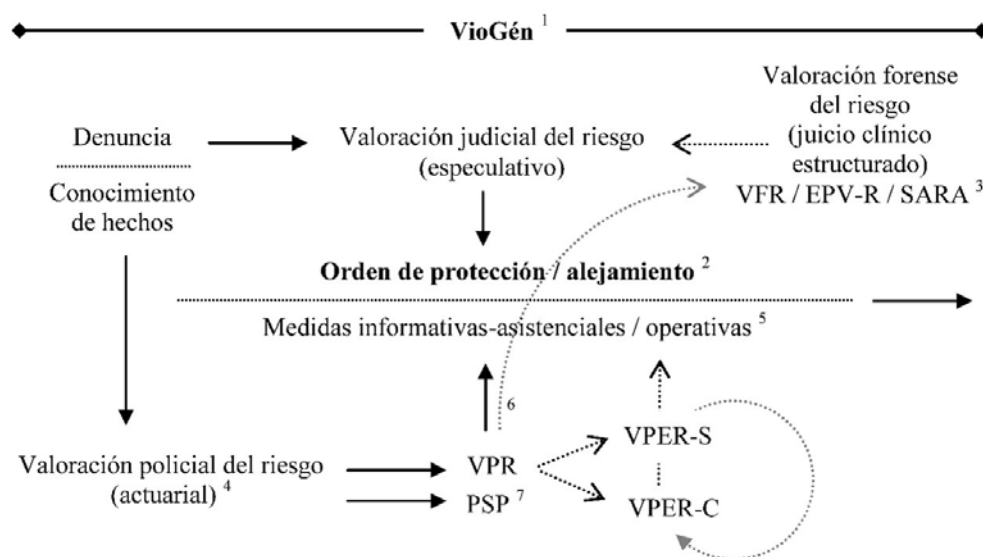 VioGén 1
Valoración forense
del riesgo
(juicio clínico
estructurado)
VFR / EPV-R / SARA 3
Denuncia
Conocimiento
de hechos
Valoración judicial del riesgo
(especulativo)
Orden de protección / alejamiento 2
Medidas informativas-asistenciales / operativas 5
6
Valoración policial del riesgo
(actuarial) 4
VPR
PSP 7
VPER-S
VPER-C